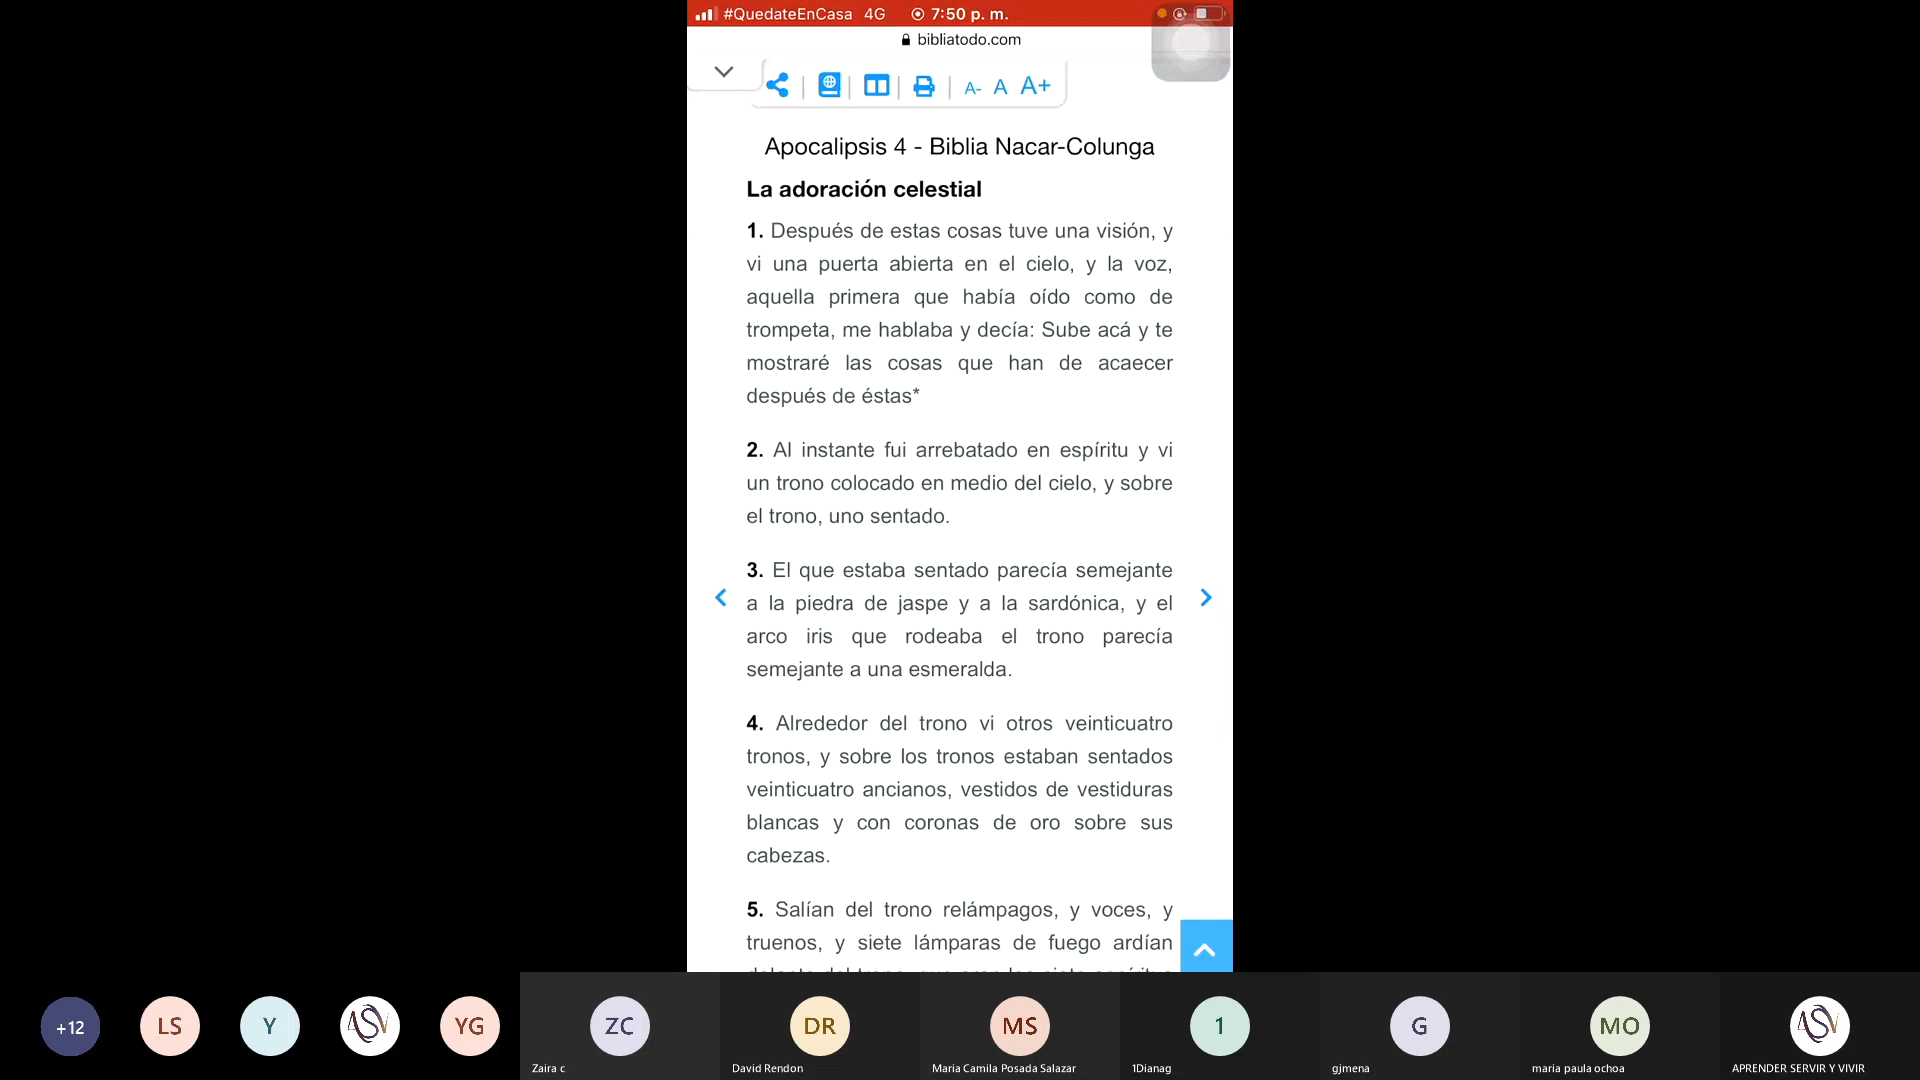 #QuedateEnCasa 4G 7:50 p. m.
bibliatodo.com
A- A A+
Apocalipsis 4 - Biblia Nacar-Colunga
La adoración celestial
1. Después de estas cosas tuve una visión, y
vi una puerta abierta en el cielo, y la voz,
aquella primera que había oído como de
trompeta, me hablaba y decía: Sube acá y te
mostraré las cosas que han de acaecer
después de éstas*
2. Al instante fui arrebatado en espíritu y vi
un trono colocado en medio del cielo, y sobre
el trono, uno sentado.
3. El que estaba sentado parecía semejante
a la piedra de jaspe y a la sardónica, y el
arco iris que rodeaba el trono parecía
semejante a una esmeralda.
4. Alrededor del trono vi otros veinticuatro
tronos, y sobre los tronos estaban sentados
veinticuatro ancianos, vestidos de vestiduras
blancas y con coronas de oro sobre sus
cabezas.
5. Salían del trono relámpagos, y voces, y
truenos, y siete lámparas de fuego ardían
+12 LS Y ASV YG ZC DR MS 1 G MO ASV
Zaira c David Rendon Maria Camila Posada Salazar 1Dianag gjmena maria paula ochoa APRENDER SERVIR Y VIVIR